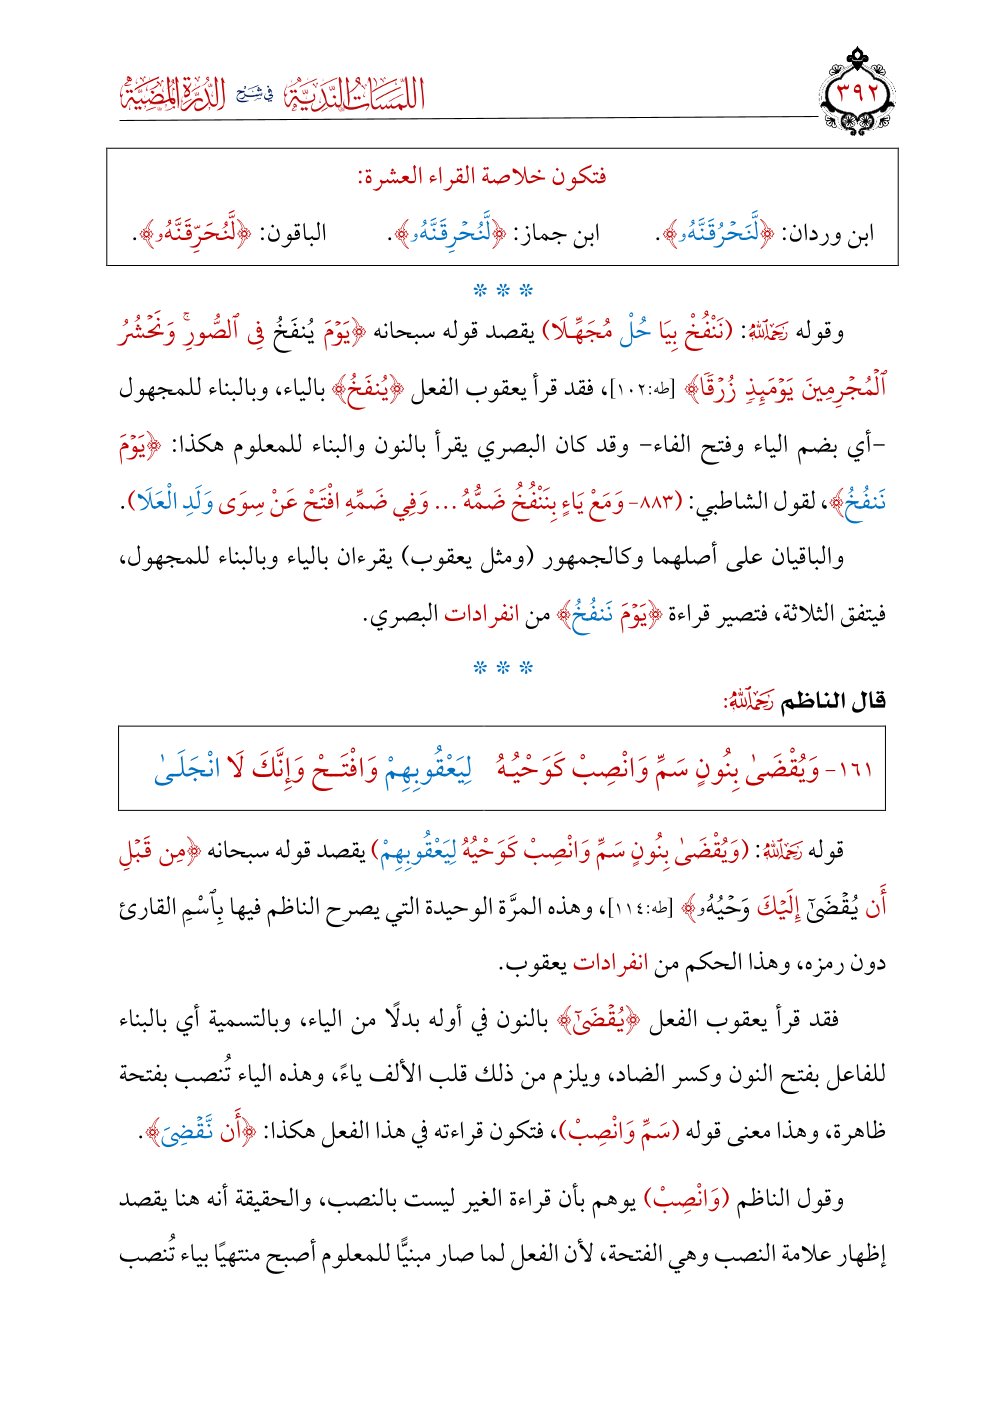 اللمسات الندية في شرح الدرة المضية
٣٩٢
فتكون خلاصة القراء العشرة:
ابن وردان: ﴿لَّنَحْرُقَنَّهُۥ﴾. ابن جماز: ﴿لَّنُحْرِقَنَّهُۥ﴾. الباقون: ﴿لَّنُحَرِّقَنَّهُۥ﴾.
* * *
وقوله رَحِمَهُ اللَّهُ: (نَنْفُخْ بِيَا حُلْ مُجَهِّلَا) يقصد قوله سبحانه ﴿يَوْمَ يُنفَخُ فِي ٱلصُّورِۚ وَنَحْشُرُ
ٱلْمُجْرِمِينَ يَوْمَئِذٖ زُرْقٗا﴾ [طه:١٠٢]، فقد قرأ يعقوب الفعل ﴿يُنفَخُ﴾ بالياء، وبالبناء للمجهول
-أي بضم الياء وفتح الفاء- وقد كان البصري يقرأ بالنون والبناء للمعلوم هكذا: ﴿يَوْمَ
نَنفُخُ﴾، لقول الشاطبي: (٨٨٣- وَمَعْ يَاءٍ بِنَنْفُخُ ضَمُّهُ ... وَفِي ضَمِّهِ افْتَحْ عَنْ سِوَى وَلَدِ الْعَلَا).
والباقيان على أصلهما وكالجمهور (ومثل يعقوب) يقرءان بالياء وبالبناء للمجهول،
فيتفق الثلاثة، فتصير قراءة ﴿يَوْمَ نَنفُخُ﴾ من انفرادات البصري.
* * *
قال الناظم رَحِمَهُ اللَّهُ:
١٦١- وَيُقْضَىٰ بِنُونٍ سَمِّ وَانْصِبْ كَوَحْيُهُ لِيَعْقُوبِهِمْ وَافْتَـحْ وَإِنَّكَ لَا انْجَلَىٰ
قوله رَحِمَهُ اللَّهُ: (وَيُقْضَىٰ بِنُونٍ سَمِّ وَانْصِبْ كَوَحْيُهُ لِيَعْقُوبِهِمْ) يقصد قوله سبحانه ﴿مِن قَبْلِ
أَن يُقْضَىٰٓ إِلَيْكَ وَحْيُهُۥ﴾ [طه:١١٤]، وهذه المرَّة الوحيدة التي يصرح الناظم فيها بِٱسْمِ القارئ
دون رمزه، وهذا الحكم من انفرادات يعقوب.
فقد قرأ يعقوب الفعل ﴿يُقْضَىٰٓ﴾ بالنون في أوله بدلًا من الياء، وبالتسمية أي بالبناء
للفاعل بفتح النون وكسر الضاد، ويلزم من ذلك قلب الألف ياءً، وهذه الياء تُنصب بفتحة
ظاهرة، وهذا معنى قوله (سَمِّ وَانْصِبْ)، فتكون قراءته في هذا الفعل هكذا: ﴿أَن نَّقْضِيَ﴾.
وقول الناظم (وَانْصِبْ) يوهم بأن قراءة الغير ليست بالنصب، والحقيقة أنه هنا يقصد
إظهار علامة النصب وهي الفتحة، لأن الفعل لما صار مبنيًّا للمعلوم أصبح منتهيًا بياء تُنصب